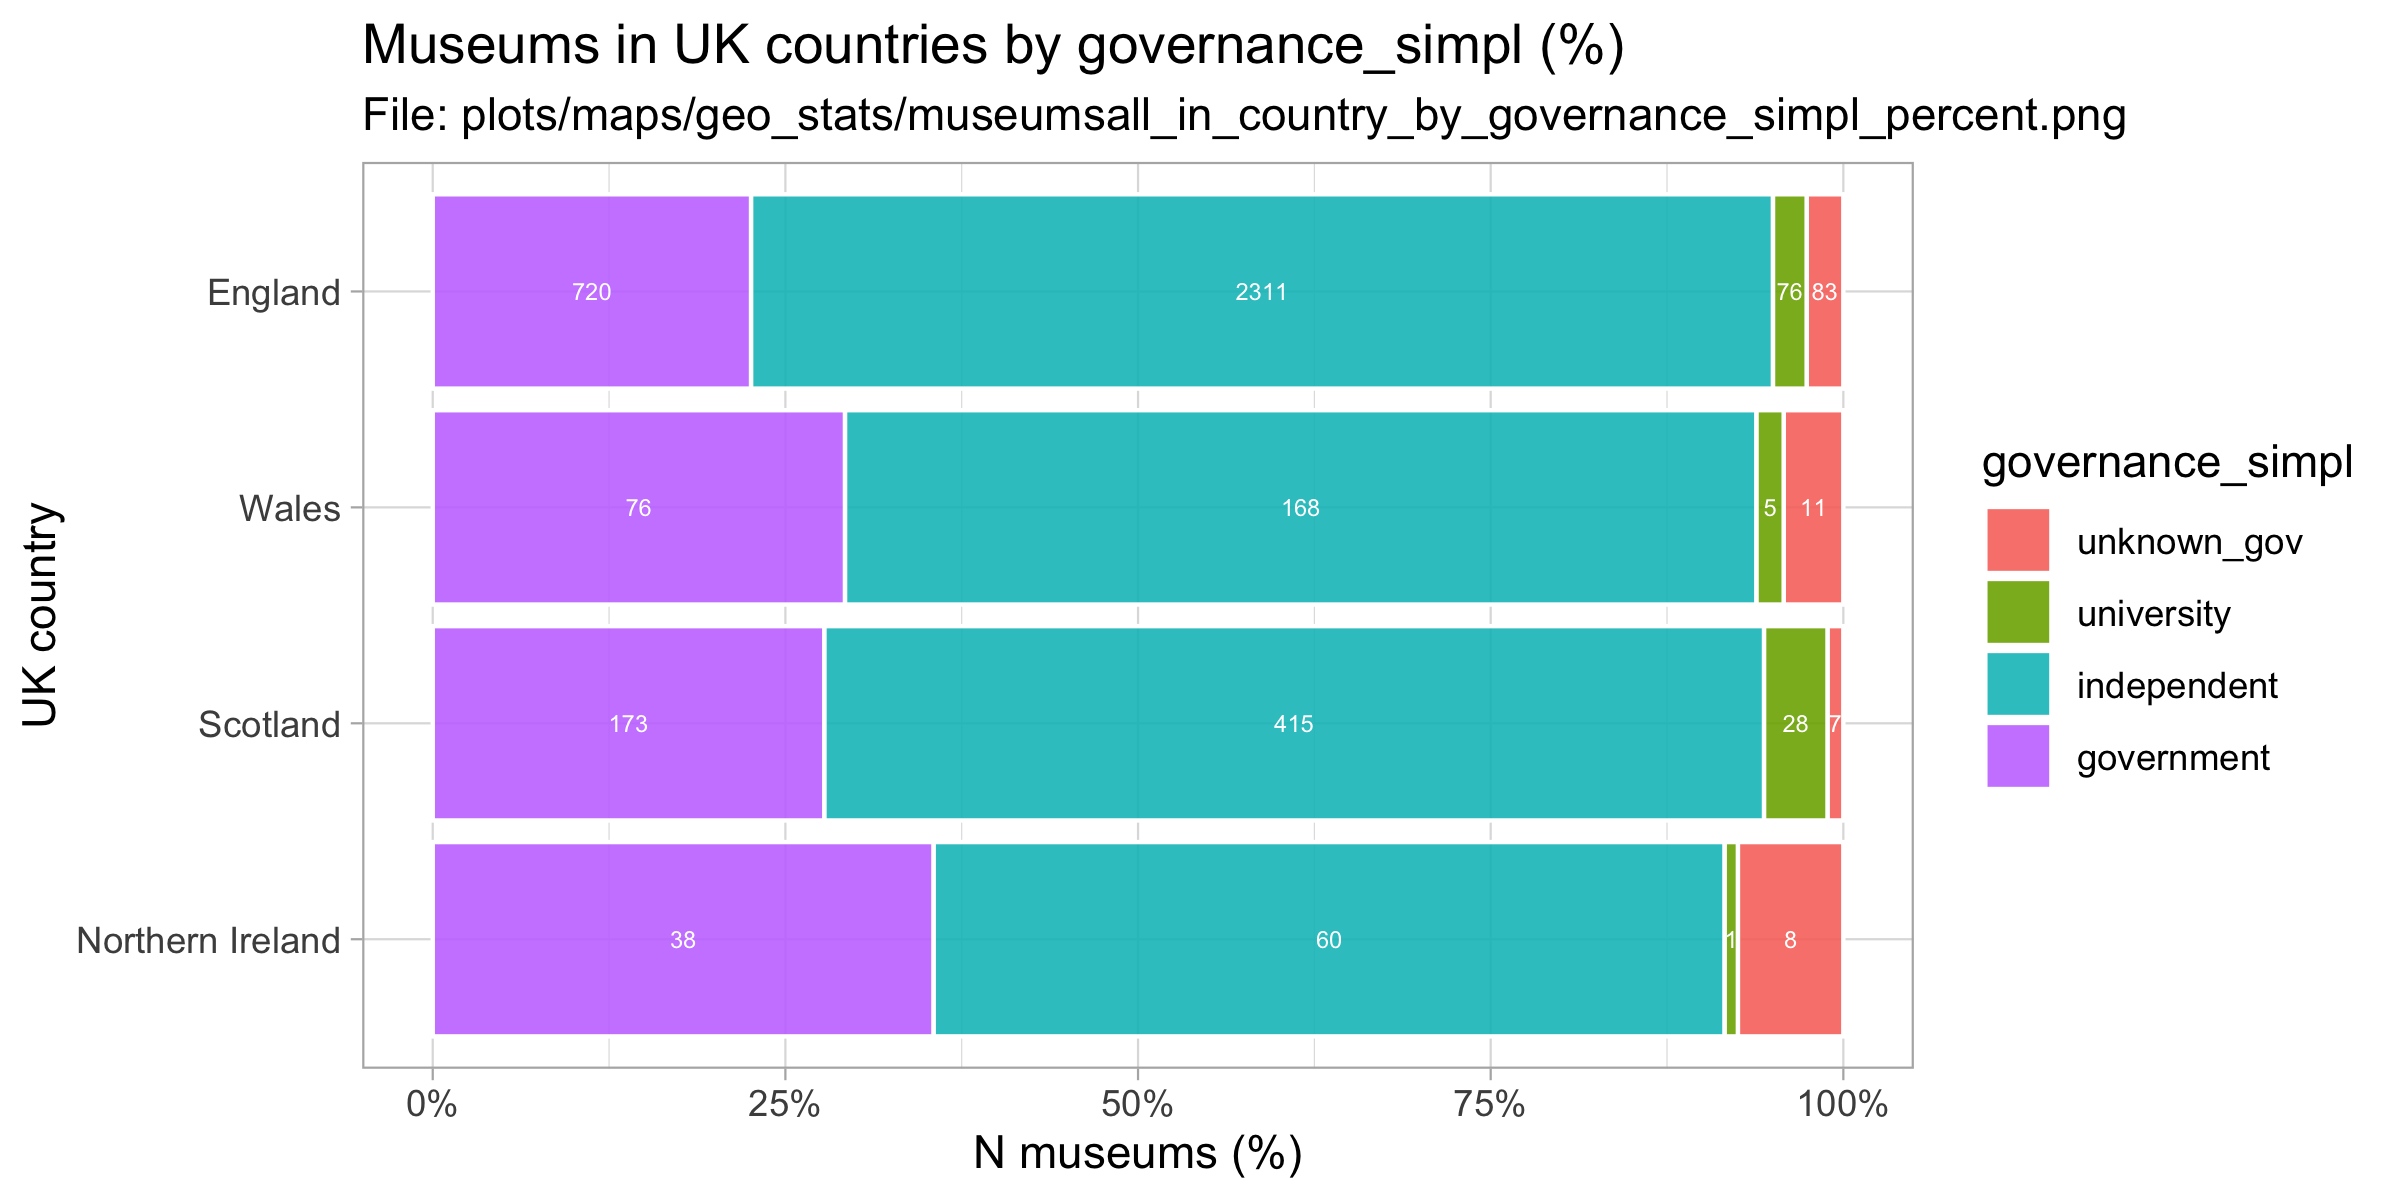 Museums in UK countries by governance_simpl (%)
File: plots/maps/geo_stats/museumsall_in_country_by_governance_simpl_percent.png
UK country
England
720
2311
76
83
Wales
76
168
5
11
Scotland
173
415
28
7
Northern Ireland
38
60
1
8
0%
25%
50%
75%
100%
N museums (%)
governance_simpl
unknown_gov
university
independent
government